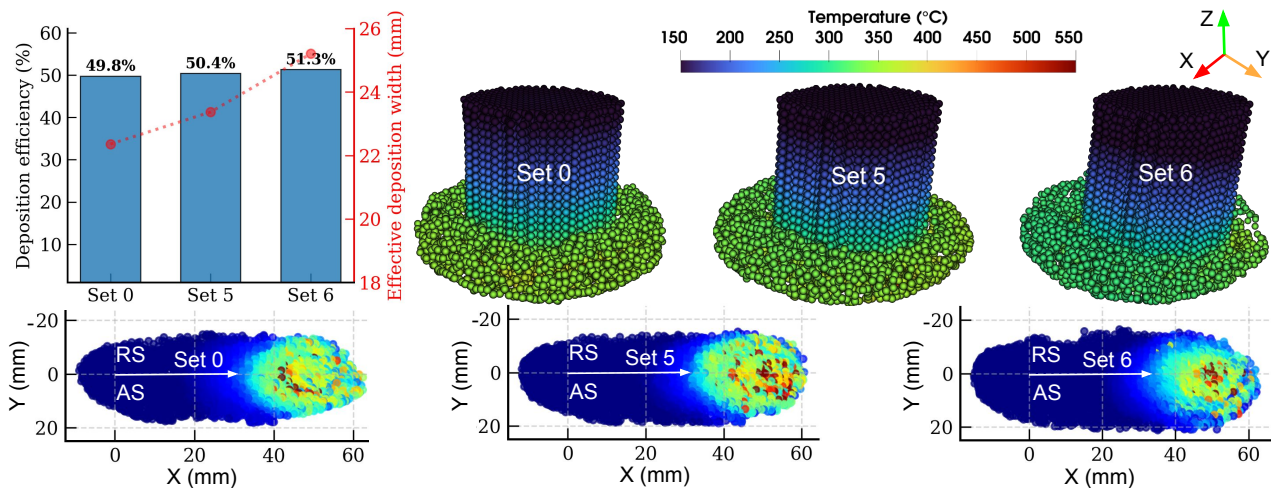 Deposition efficiency (%)
60
50
40
30
20
10
49.8%
50.4%
51.3%
Set 0
Set 5
Set 6
26
24
22
20
18
Effective deposition width (mm)
Temperature (°C)
150 200 250 300 350 400 450 500 550
Z
X
Y
Set 0
Set 5
Set 6
Y (mm)
-20
0
20
RS
Set 0
AS
0 20 40 60
X (mm)
Y (mm)
-20
0
20
RS
Set 5
AS
0 20 40 60
X (mm)
Y (mm)
-20
0
20
RS
Set 6
AS
0 20 40 60
X (mm)